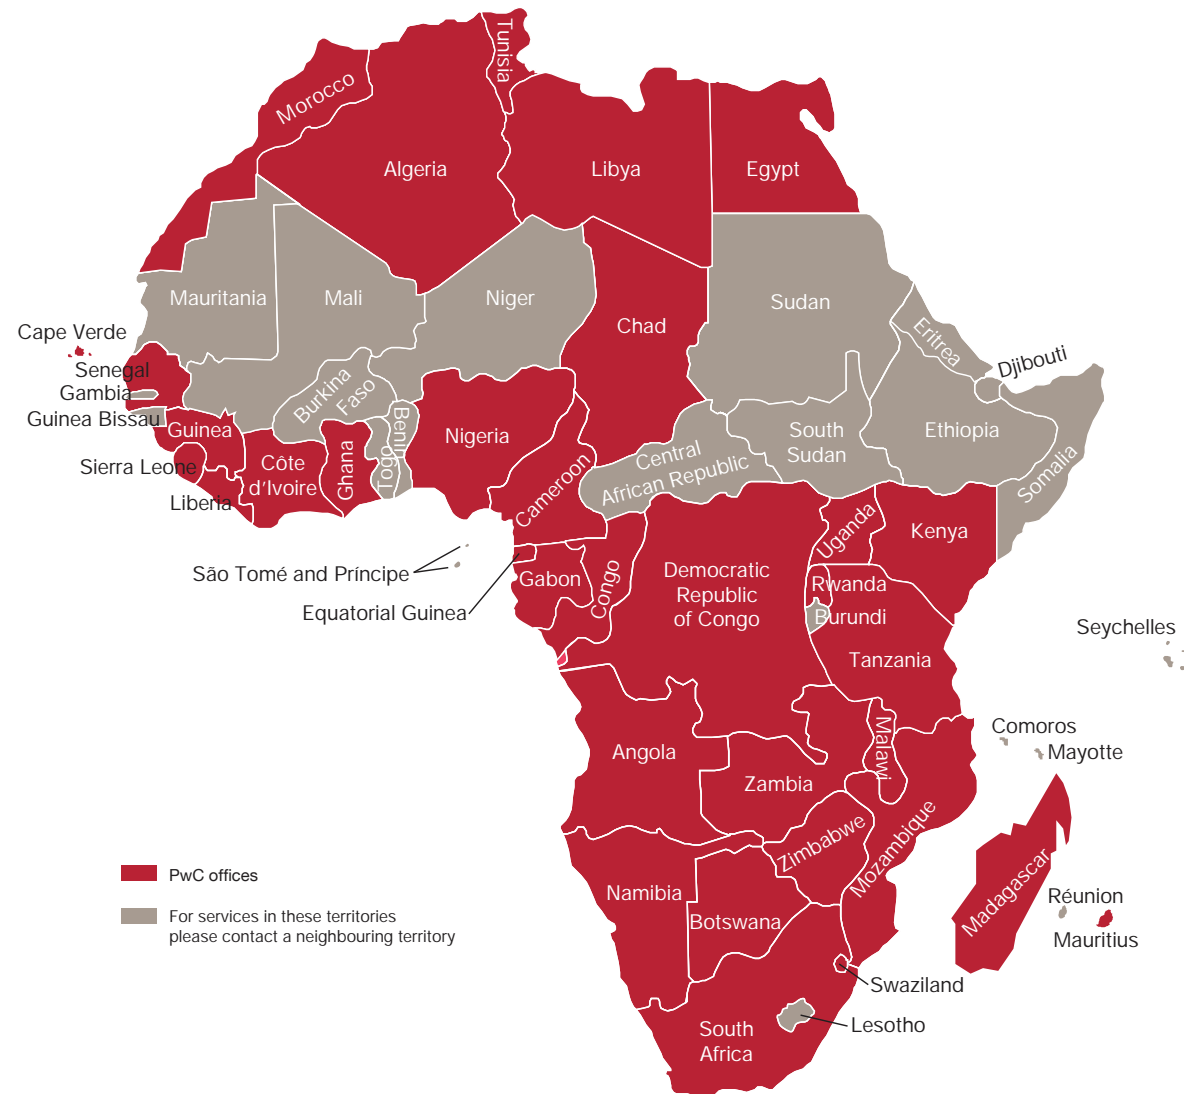 Tunisia
Morocco
Algeria
Libya
Egypt
Mauritania
Mali
Niger
Chad
Sudan
Eritrea
Djibouti
Cape Verde
Senegal
Gambia
Guinea Bissau
Guinea
Sierra Leone
Liberia
Côte
d'Ivoire
Burkina
Faso
Ghana
Togo
Benin
Nigeria
Cameroon
Central
African Republic
South
Sudan
Ethiopia
Somalia
São Tomé and Príncipe
Equatorial Guinea
Gabon
Congo
Democratic
Republic
of Congo
Uganda
Kenya
Rwanda
Burundi
Tanzania
Seychelles
Comoros
Mayotte
Angola
Zambia
Malawi
Mozambique
Zimbabwe
Namibia
Botswana
Madagascar
Réunion
Mauritius
Swaziland
Lesotho
South
Africa
PwC offices
For services in these territories
please contact a neighbouring territory